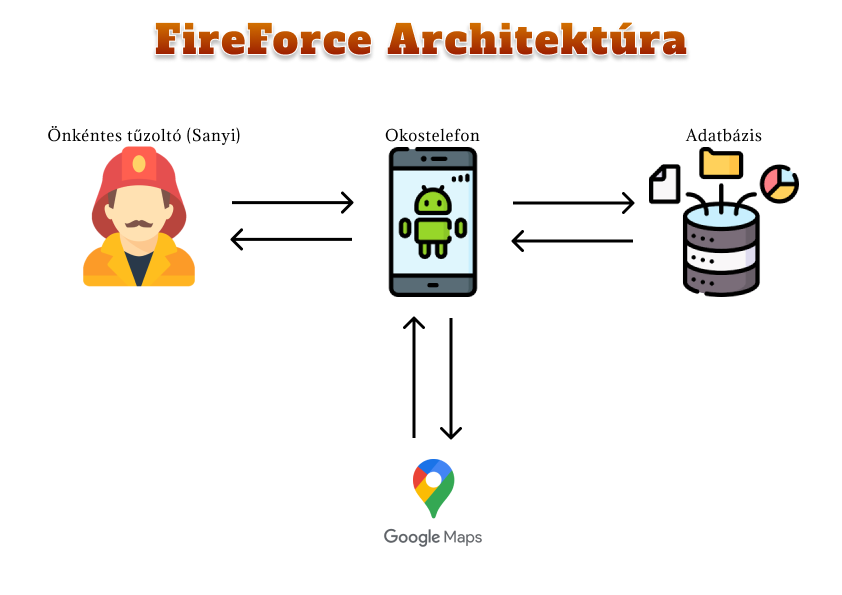 FireForce Architektúra
Önkéntes tűzoltó (Sanyi)
Okostelefon
Adatbázis
Google Maps